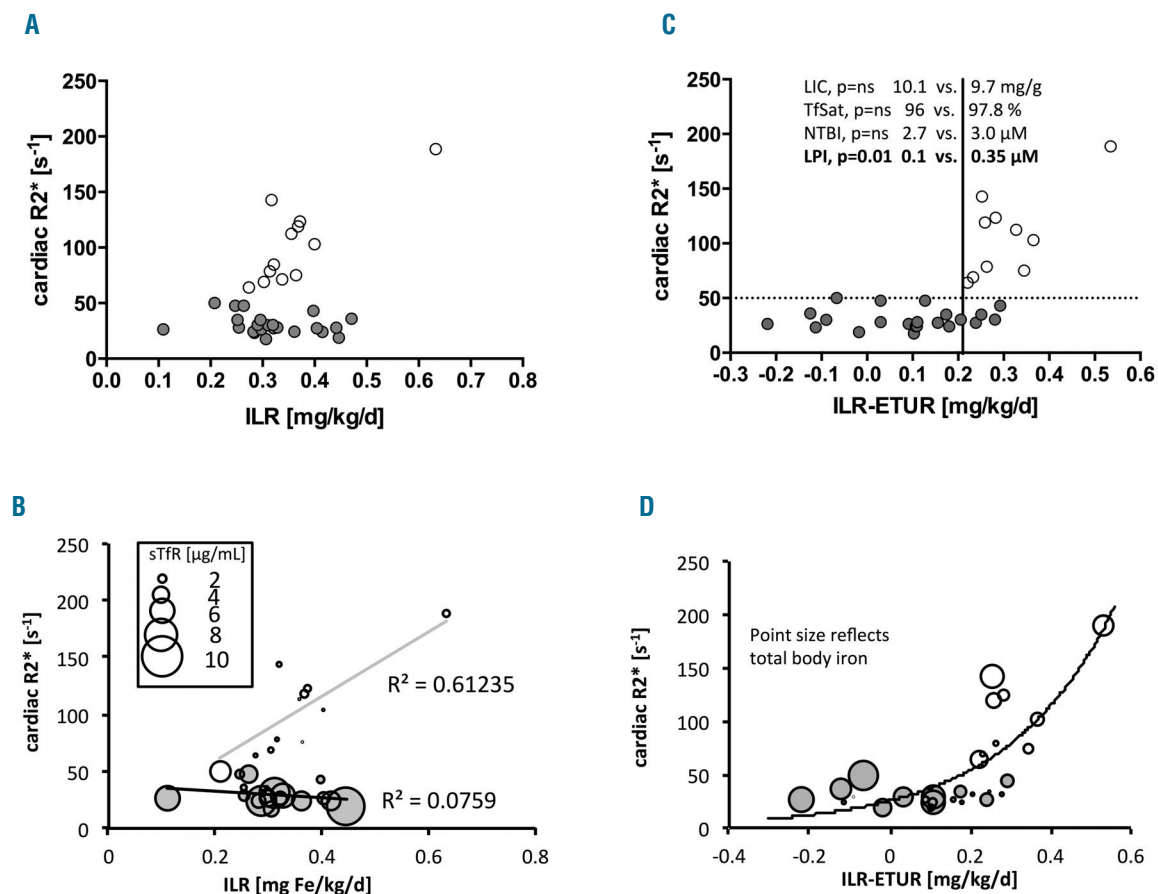 A
250
200
150
100
50
0
cardiac R2* [s-1]
0.0 0.1 0.2 0.3 0.4 0.5 0.6 0.7 0.8
ILR [mg/kg/d]
C
250
200
150
100
50
0
cardiac R2* [s-1]
LIC, p=ns 10.1 vs. 9.7 mg/g
TfSat, p=ns 96 vs. 97.8 %
NTBI, p=ns 2.7 vs. 3.0 µM
LPI, p=0.01 0.1 vs. 0.35 µM
-0.3 -0.2 -0.1 0.0 0.1 0.2 0.3 0.4 0.5 0.6
ILR-ETUR [mg/kg/d]
B
250
200
150
100
50
0
cardiac R2* [s-1]
sTfR [µg/mL]
2
4
6
8
10
R² = 0.61235
R² = 0.0759
0 0.2 0.4 0.6 0.8
ILR [mg Fe/kg/d]
D
250
200
150
100
50
0
cardiac R2* [s-1]
Point size reflects
total body iron
-0.4 -0.2 0 0.2 0.4 0.6
ILR-ETUR [mg/kg/d]